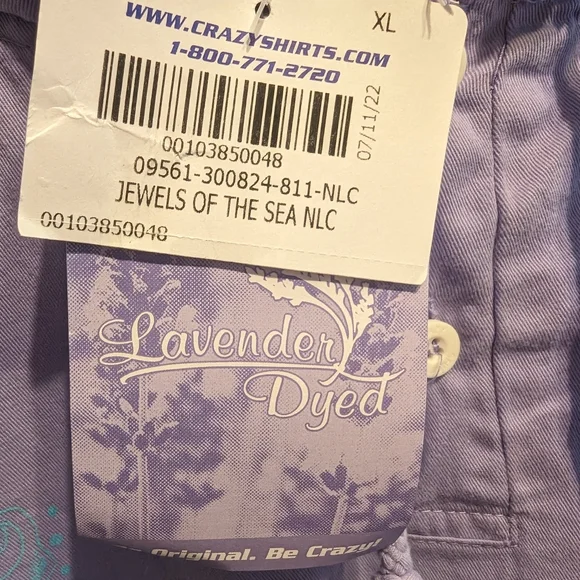 WWW.CRAZYSHIRTS.COM
XL
1-800-771-2720
07/11/22
00103850048
09561-300824-811-NLC
JEWELS OF THE SEA NLC
00103850048
Lavender
Dyed
Original. Be Crazy!